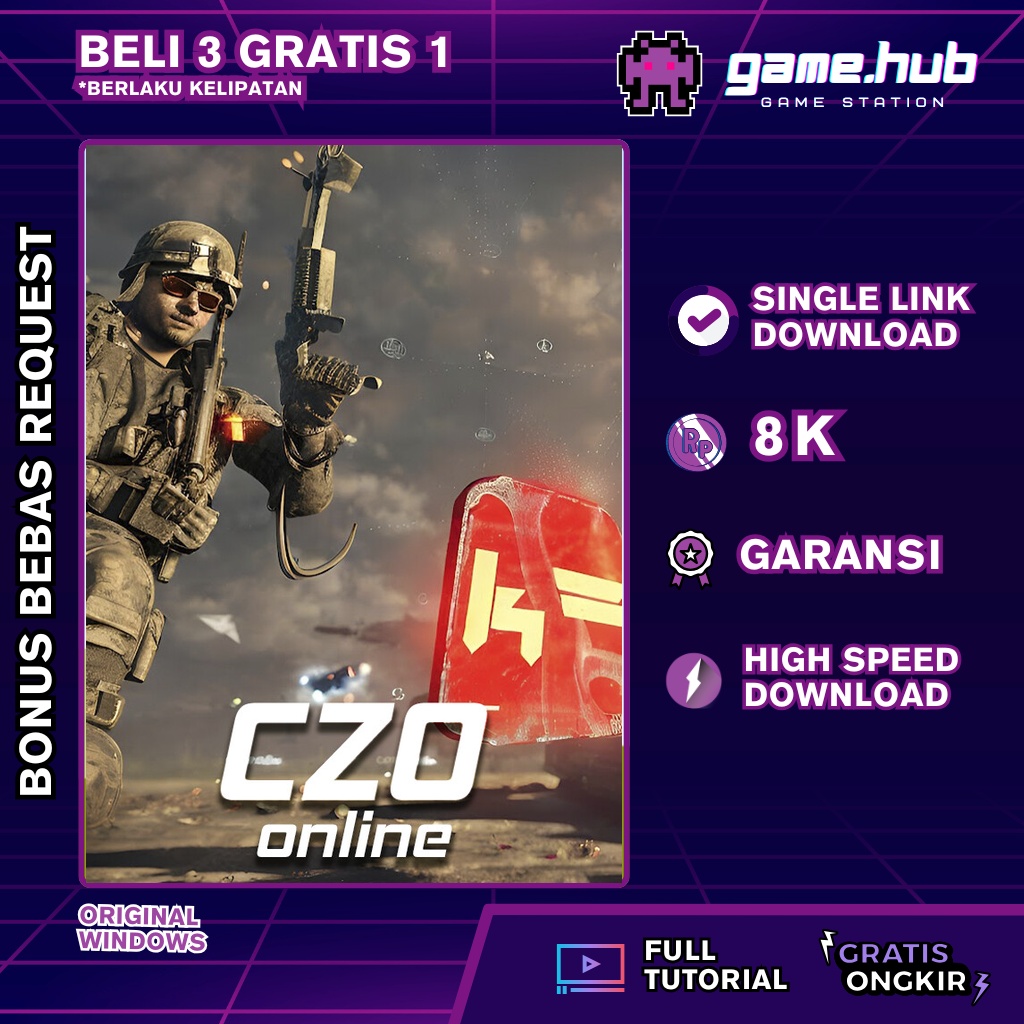 BELI 3 GRATIS 1
*BERLAKU KELIPATAN
game.hub
GAME STATION
BONUS BEBAS REQUEST
SINGLE LINK
DOWNLOAD
Rp
8K
GARANSI
HIGH SPEED
DOWNLOAD
CZO
online
ORIGINAL
WINDOWS
FULL
TUTORIAL
GRATIS
ONGKIR